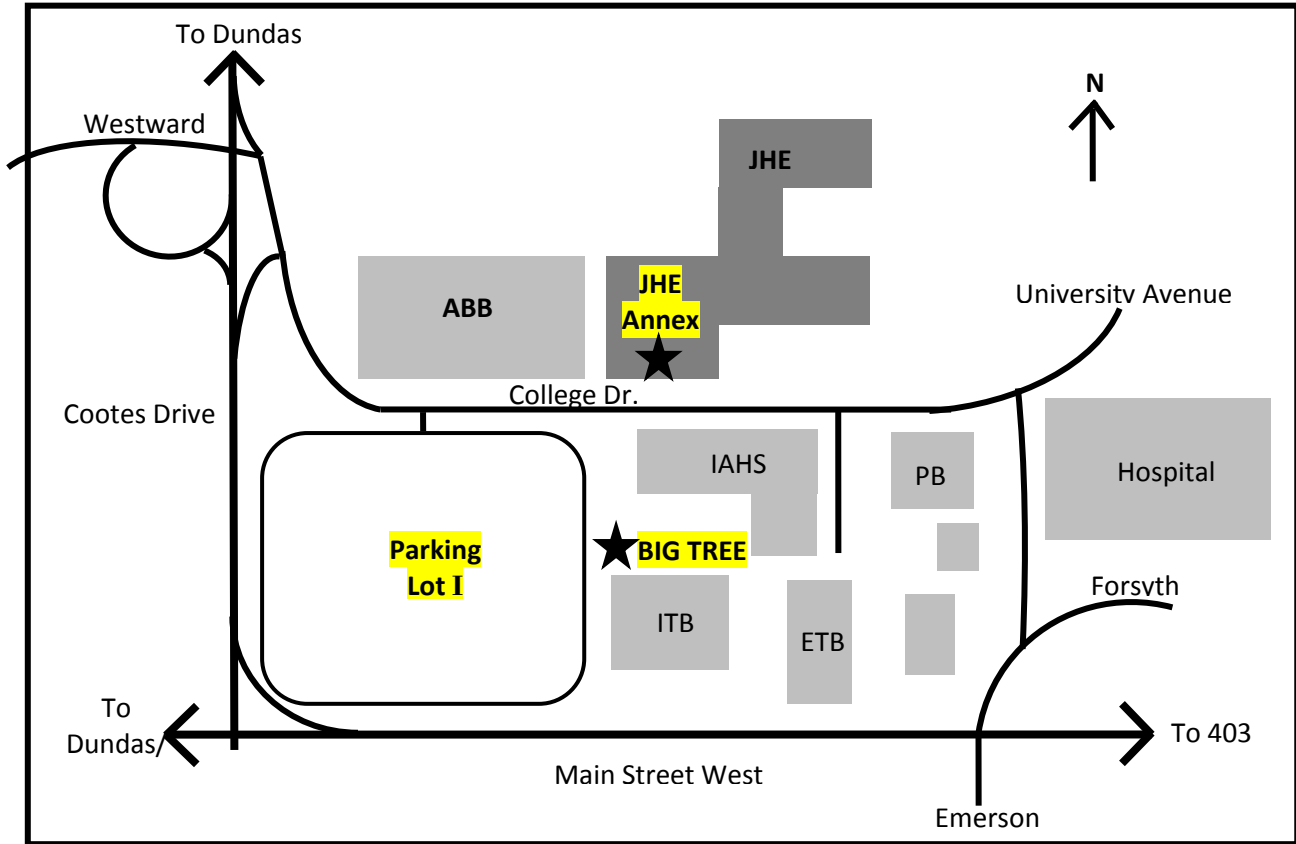 To Dundas
N
Westward
JHE
JHE
Annex
University Avenue
ABB
College Dr.
Cootes Drive
IAHS
PB
Hospital
Parking
Lot I
BIG TREE
Forsyth
ITB
ETB
To
Dundas/
To 403
Main Street West
Emerson